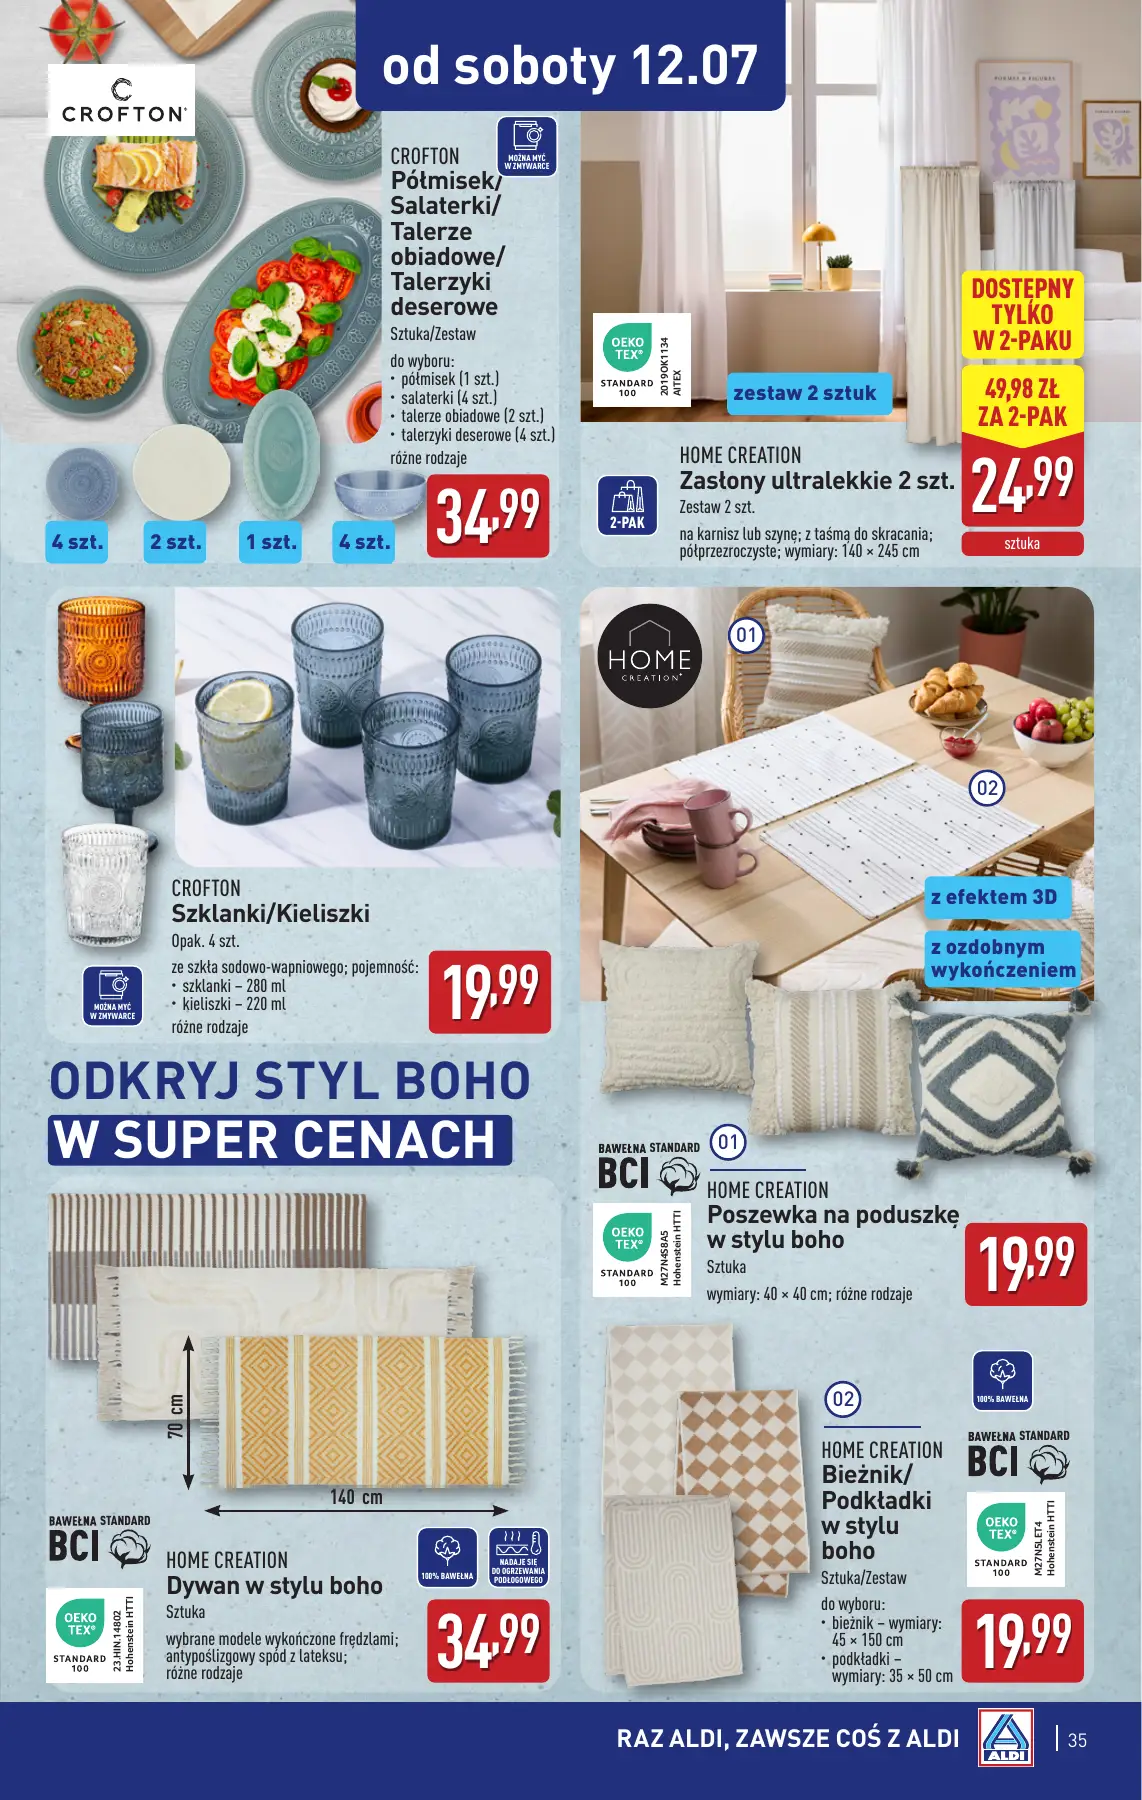 od soboty 12.07
CROFTON
MOŻNA MYĆ
W ZMYWARCE
CROFTON
Półmisek/
Salaterki/
Talerze
obiadowe/
Talerzyki
deserowe
Sztuka/Zestaw
do wyboru:
• półmisek (1 szt.)
• salaterki (4 szt.)
• talerze obiadowe (2 szt.)
• talerzyki deserowe (4 szt.)
różne rodzaje
34,99
4 szt.
2 szt.
1 szt.
4 szt.
DOSTĘPNY
TYLKO
W 2-PAKU
49,98 ZŁ
ZA 2-PAK
24,99
sztuka
OEKO
TEX®
STANDARD
100
2019OK1134
AITEX
zestaw 2 sztuk
2-PAK
HOME CREATION
Zasłony ultralekkie 2 szt.
Zestaw 2 szt.
na karnisz lub szynę; z taśmą do skracania;
półprzezroczyste; wymiary: 140 × 245 cm
CROFTON
Szklanki/Kieliszki
Opak. 4 szt.
ze szkła sodowo-wapniowego; pojemność:
• szklanki – 280 ml
• kieliszki – 220 ml
różne rodzaje
MOŻNA MYĆ
W ZMYWARCE
19,99
HOME
CREATION
01
02
z efektem 3D
z ozdobnym
wykończeniem
ODKRYJ STYL BOHO
W SUPER CENACH
BAWEŁNA STANDARD
BCI
01
OEKO
TEX®
STANDARD
100
M27N4S8A5
Hohenstein HTTI
HOME CREATION
Poszewka na poduszkę
w stylu boho
Sztuka
wymiary: 40 × 40 cm; różne rodzaje
19,99
70 cm
140 cm
BAWEŁNA STANDARD
BCI
OEKO
TEX®
STANDARD
100
23.HIN.14802
Hohenstein HTTI
HOME CREATION
Dywan w stylu boho
Sztuka
wybrane modele wykończone frędzlami;
antypoślizgowy spód z lateksu;
różne rodzaje
100% BAWEŁNA
NADAJE SIĘ
DO OGRZEWANIA
PODŁOGOWEGO
34,99
02
HOME CREATION
Bieżnik/
Podkładki
w stylu
boho
Sztuka/Zestaw
do wyboru:
• bieżnik – wymiary:
45 × 150 cm
• podkładki –
wymiary: 35 × 50 cm
100% BAWEŁNA
BAWEŁNA STANDARD
BCI
OEKO
TEX®
STANDARD
100
M27N5LET4
Hohenstein HTTI
19,99
RAZ ALDI, ZAWSZE COŚ Z ALDI
ALDI
35